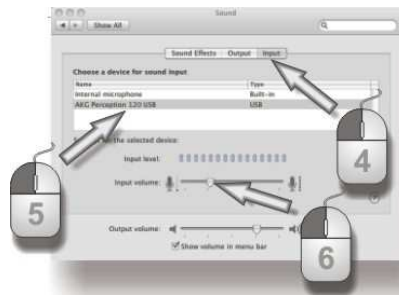 Sound
Show All
Sound Effects Output Input
Choose a device for sound input
Name Type
Internal microphone Built-in
AKG Perception 120 USB USB
the selected device:
Input level:
Input volume:
Output volume:
Show volume in menu bar
4
5
6